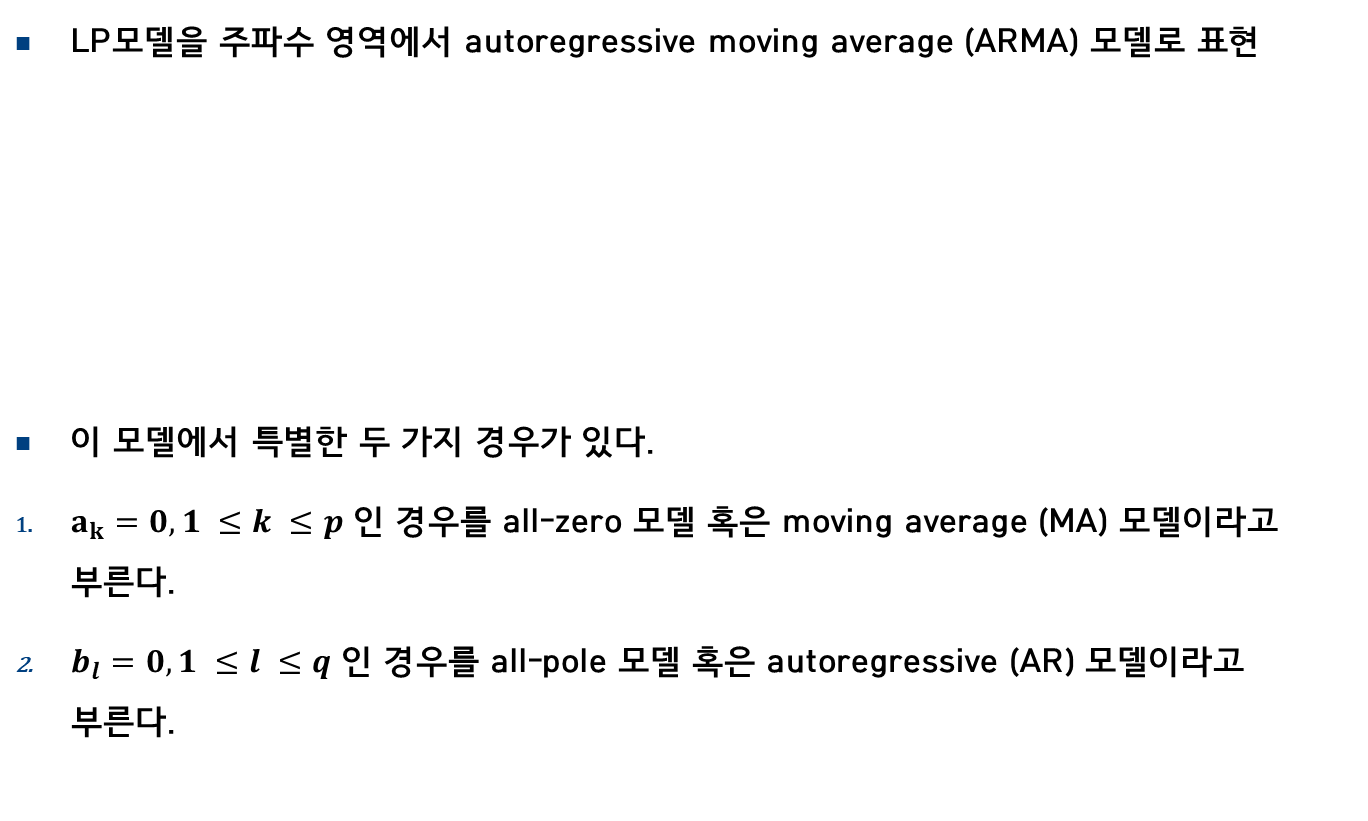 ▪ LP모델을 주파수 영역에서 autoregressive moving average (ARMA) 모델로 표현
▪ 이 모델에서 특별한 두 가지 경우가 있다.
1. aₖ = 0, 1 ≤ k ≤ p 인 경우를 all-zero 모델 혹은 moving average (MA) 모델이라고
부른다.
2. bₗ = 0, 1 ≤ l ≤ q 인 경우를 all-pole 모델 혹은 autoregressive (AR) 모델이라고
부른다.